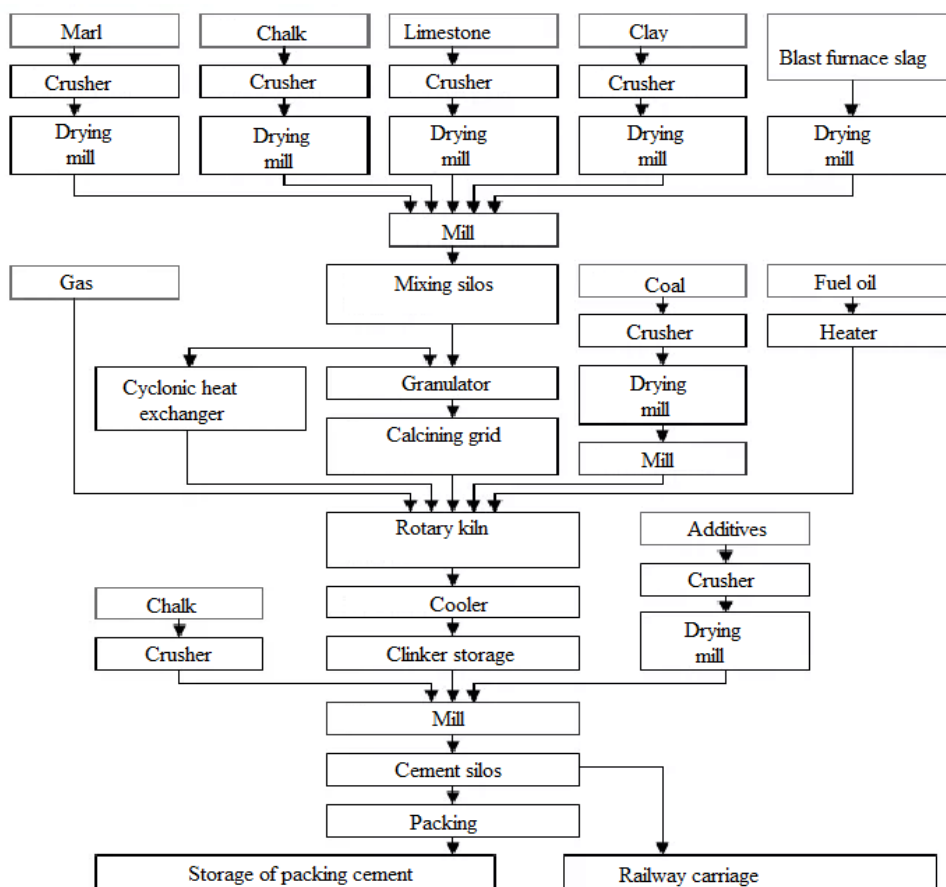 Marl
Chalk
Limestone
Clay
Blast furnace slag
Crusher
Crusher
Crusher
Crusher
Drying
mill
Drying
mill
Drying
mill
Drying
mill
Drying
mill
Mill
Gas
Mixing silos
Coal
Fuel oil
Crusher
Heater
Cyclonic heat
exchanger
Granulator
Drying
mill
Calcining grid
Mill
Rotary kiln
Additives
Crusher
Chalk
Cooler
Drying
mill
Crusher
Clinker storage
Mill
Cement silos
Packing
Storage of packing cement
Railway carriage